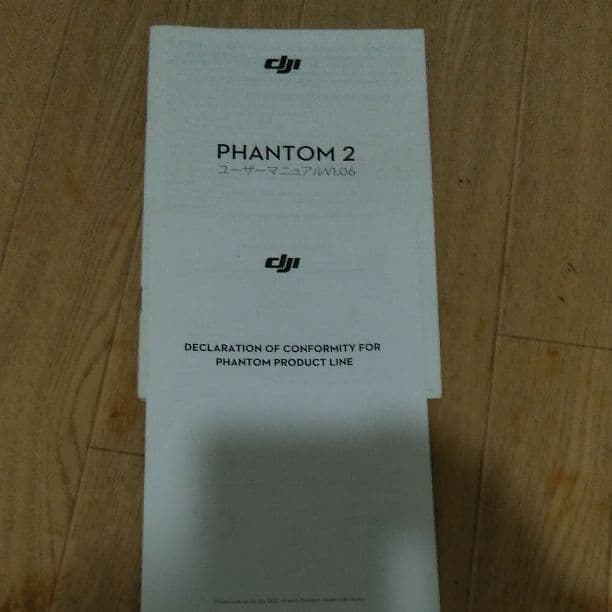 dji
PHANTOM 2
ユーザーマニュアルV1.06
dji
DECLARATION OF CONFORMITY FOR
PHANTOM PRODUCT LINE